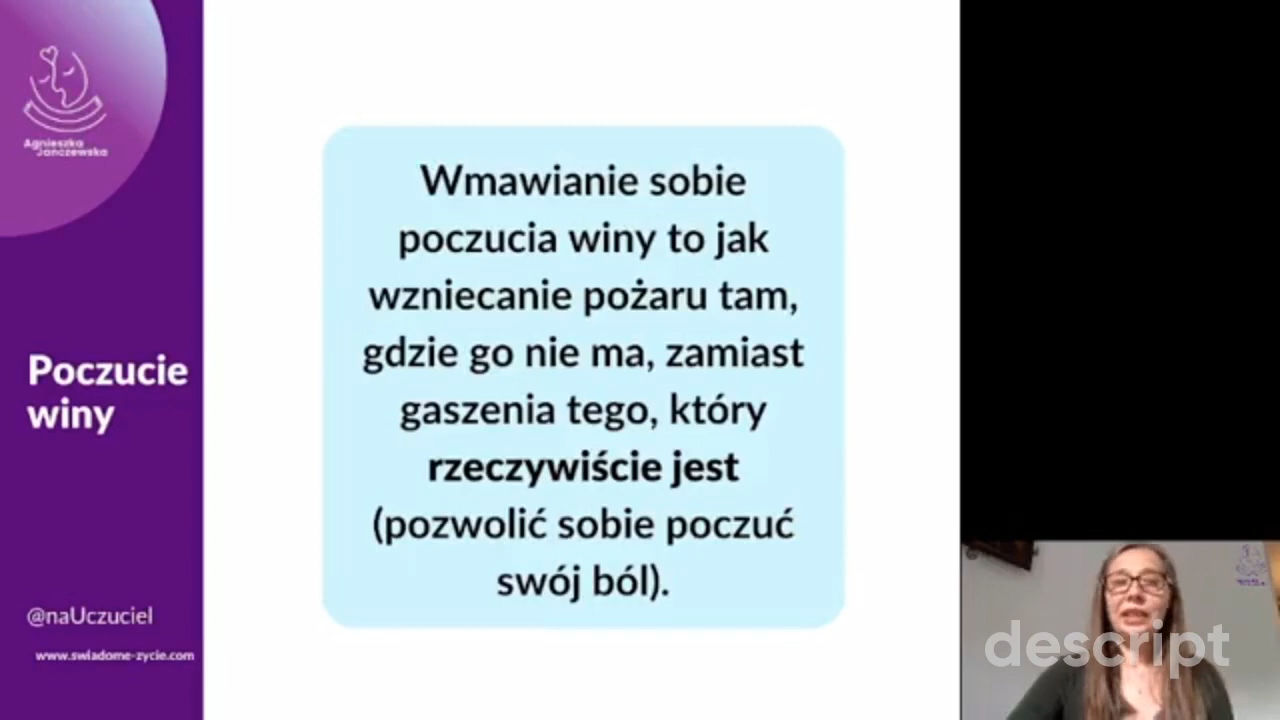 Agnieszka
Janczewska
Poczucie
winy
@naUczuciel
www.swiadome-zycie.com
Wmawianie sobie
poczucia winy to jak
wzniecanie pożaru tam,
gdzie go nie ma, zamiast
gaszenia tego, który
rzeczywiście jest
(pozwolić sobie poczuć
swój ból).
descript